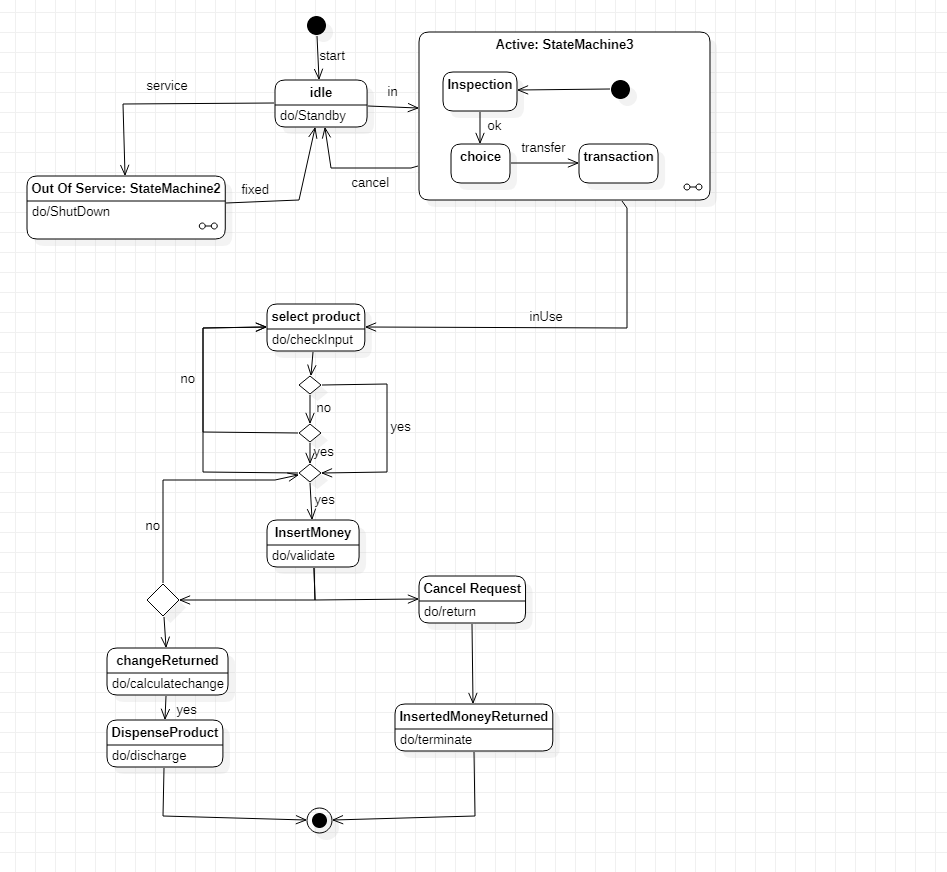 start
Active: StateMachine3
service
idle
in
Inspection
do/Standby
ok
choice
transfer
transaction
cancel
Out Of Service: StateMachine2
fixed
do/ShutDown
select product
inUse
do/checkInput
no
no
yes
yes
yes
no
InsertMoney
do/validate
Cancel Request
do/return
changeReturned
do/calculatechange
yes
InsertedMoneyReturned
DispenseProduct
do/terminate
do/discharge